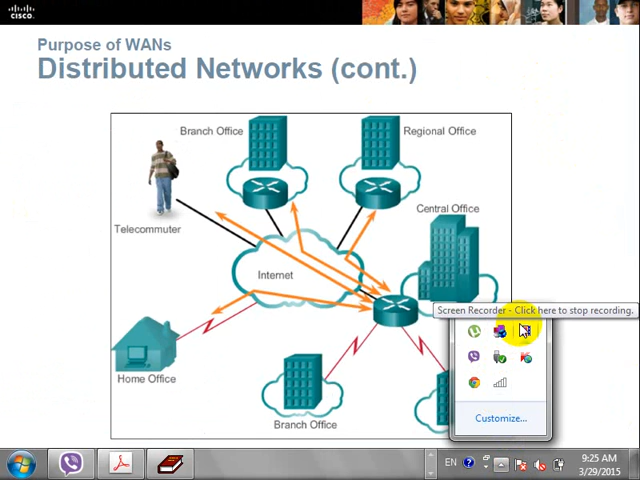 CISCO
Purpose of WANs
Distributed Networks (cont.)
Branch Office
Regional Office
Central Office
Telecommuter
Internet
Screen Recorder - Click here to stop recording.
Home Office
Branch Office
Customize...
EN
9:25 AM
3/29/2015